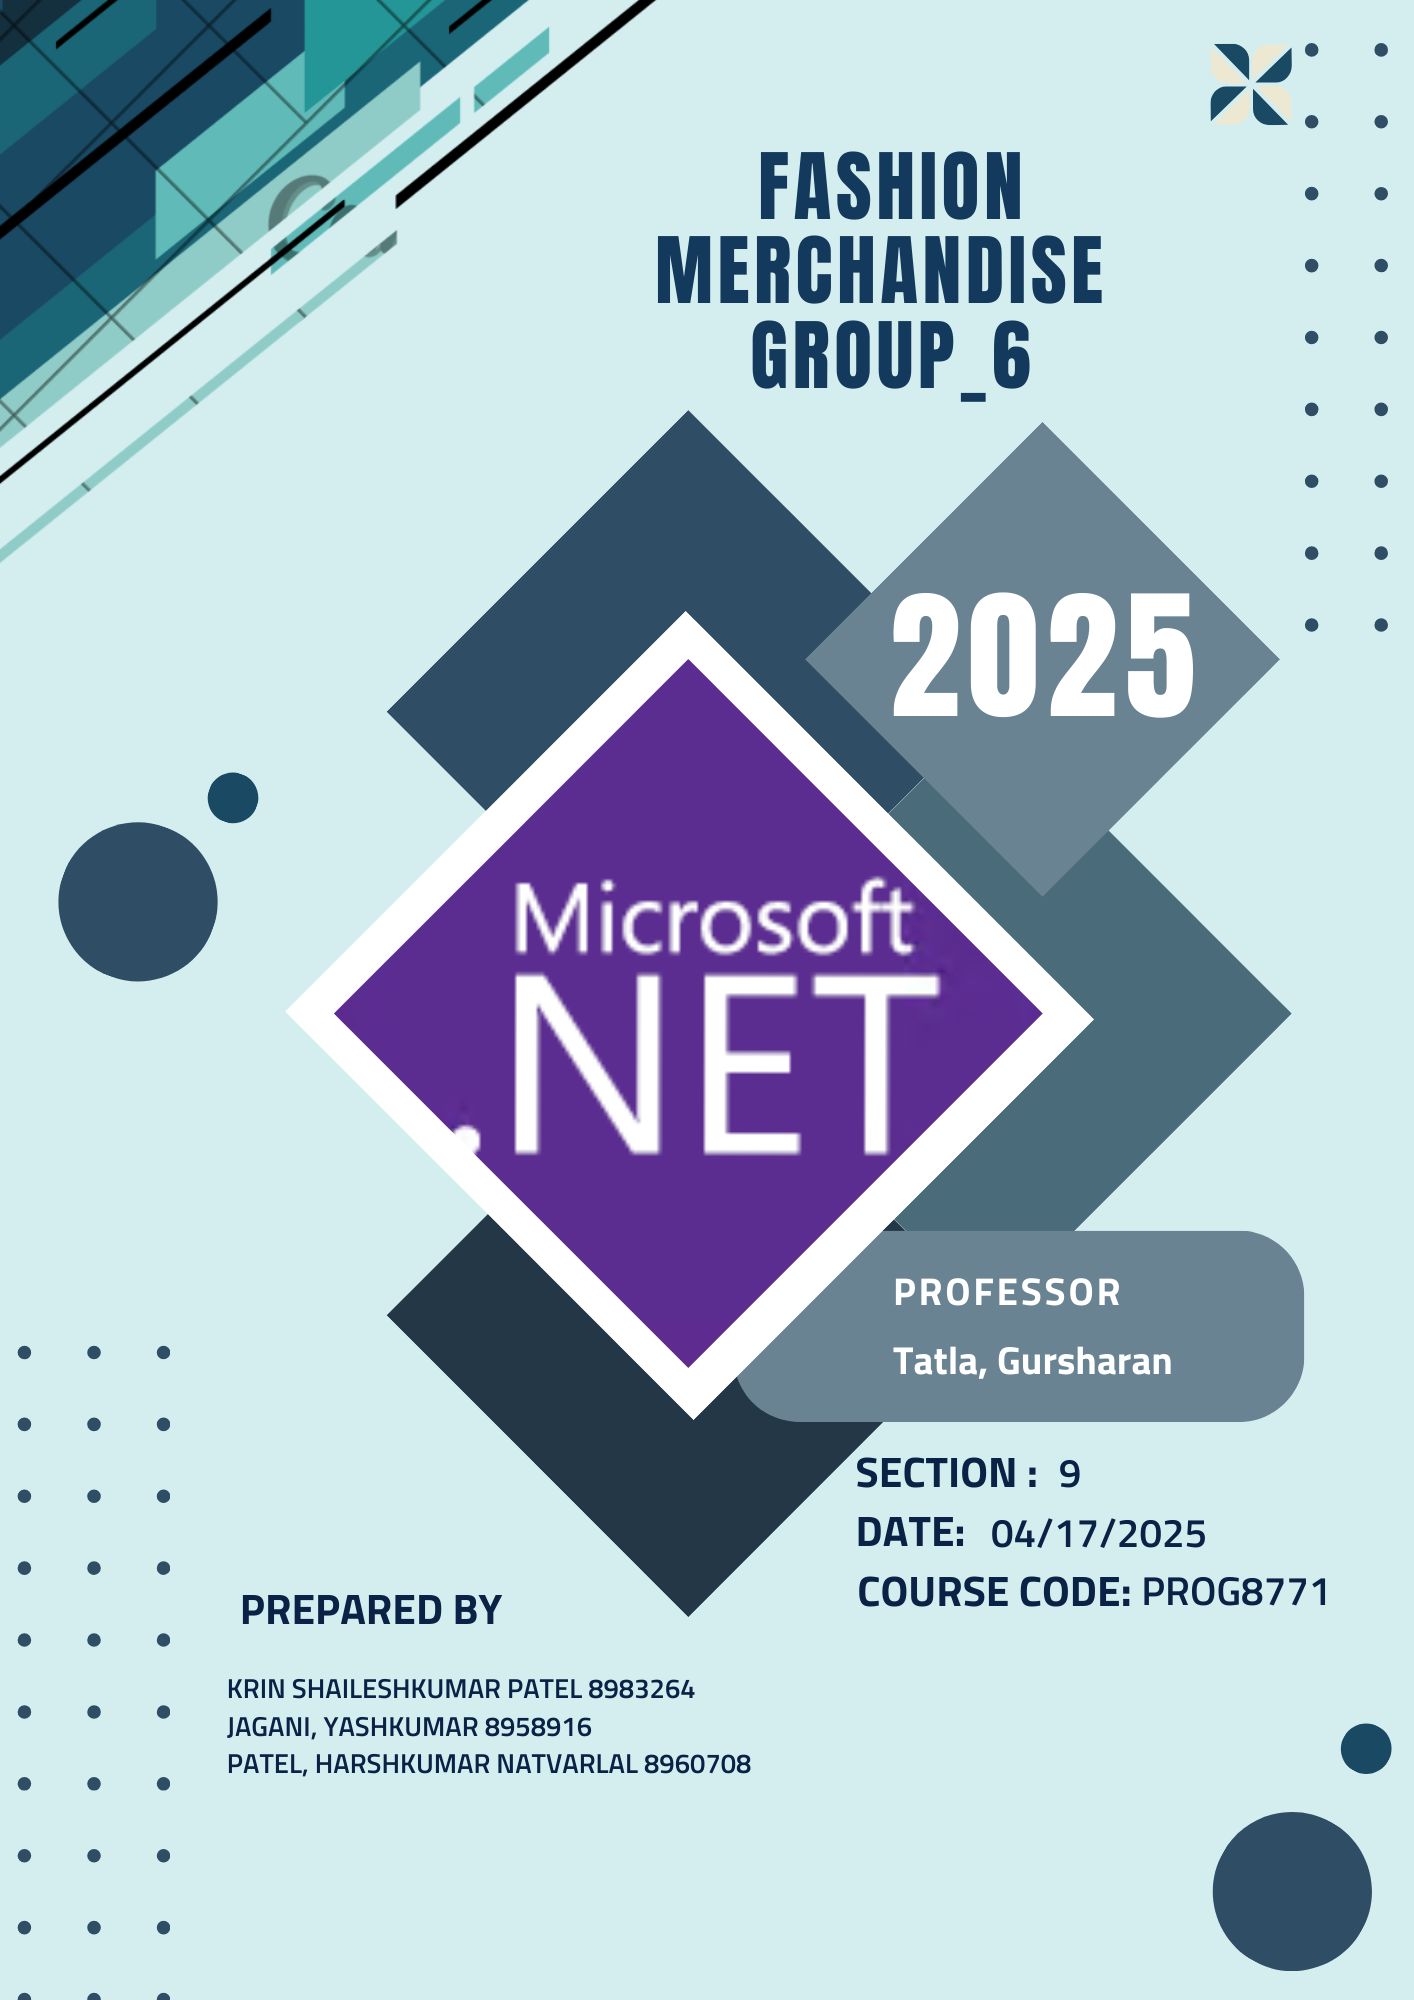 FASHION
MERCHANDISE
GROUP_6
2025
Microsoft
.NET
PROFESSOR
Tatla, Gursharan
SECTION : 9
DATE: 04/17/2025
COURSE CODE: PROG8771
PREPARED BY
KRIN SHAILESHKUMAR PATEL 8983264
JAGANI, YASHKUMAR 8958916
PATEL, HARSHKUMAR NATVARLAL 8960708